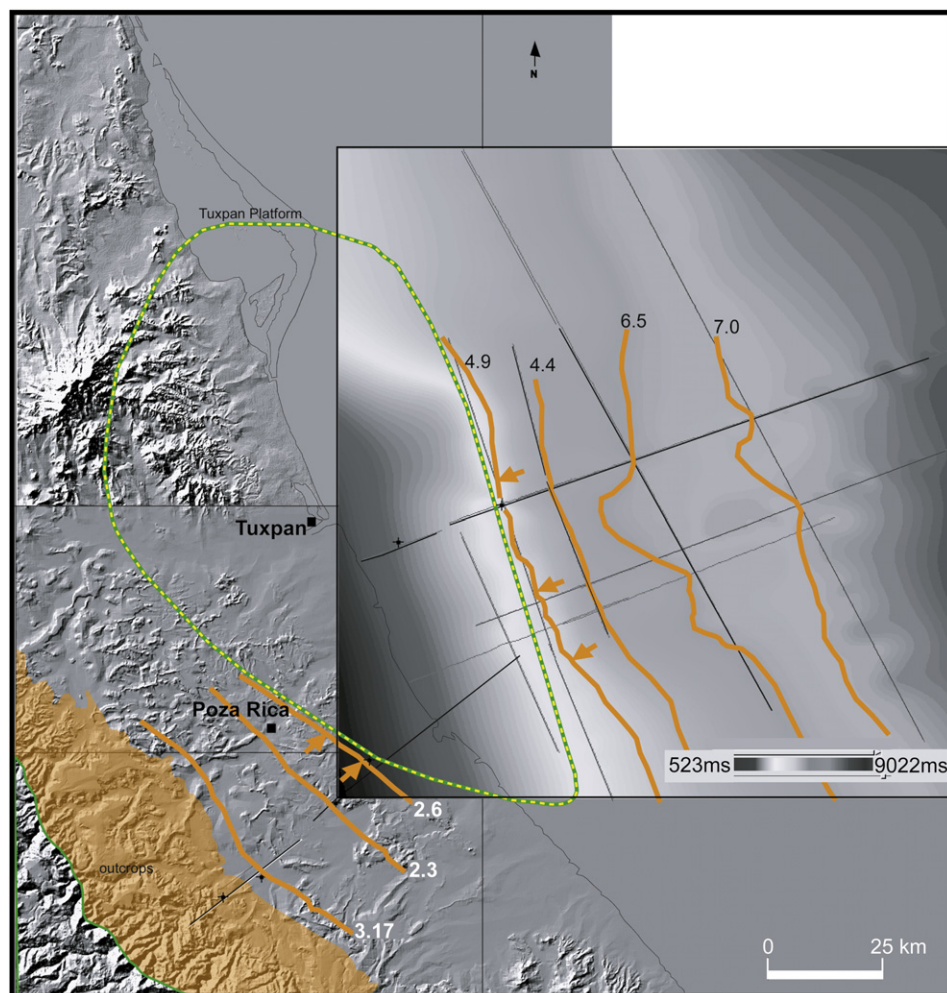 N
Tuxpan Platform
4.9
4.4
6.5
7.0
Tuxpan
Poza Rica
523ms
9022ms
2.6
2.3
outcrops
3.17
0
25 km